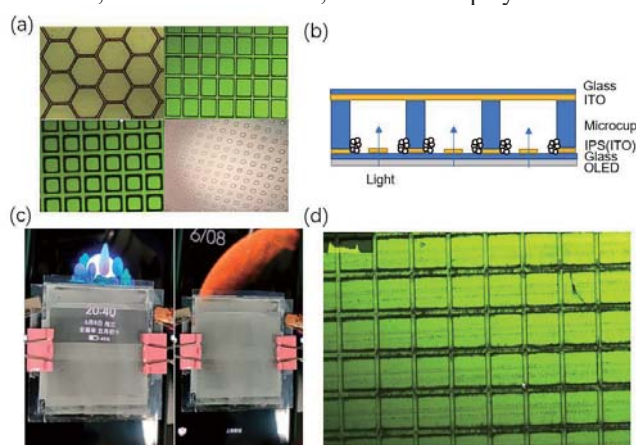 (a)
(b)
Glass
ITO
Microcup
IPS(ITO)
Glass
OLED
Light
(c)
20:40
6/08
(d)